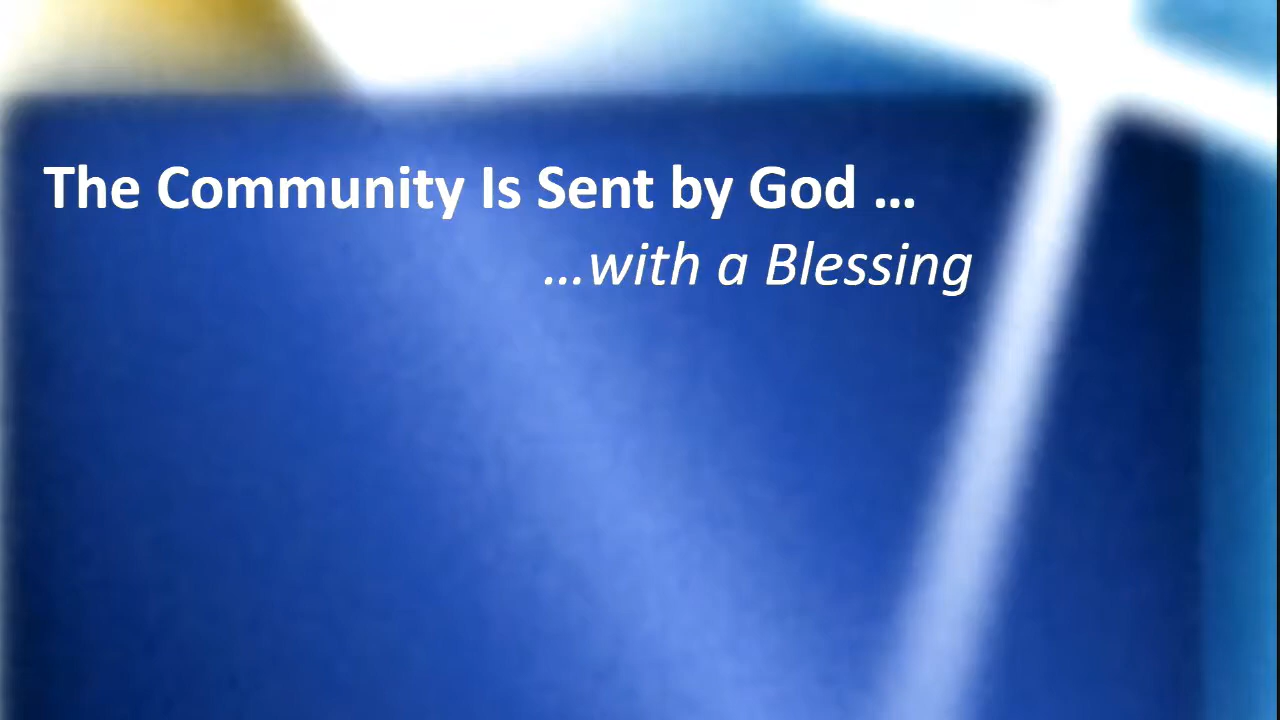 The Community Is Sent by God …
…with a Blessing